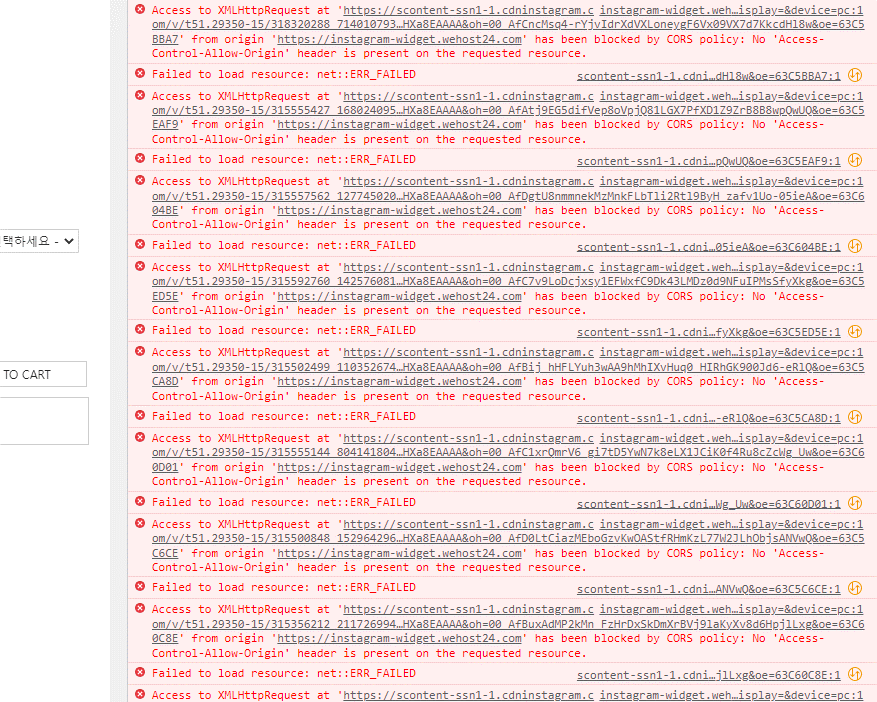 Access to XMLHttpRequest at 'https://scontent-ssn1-1.cdninstagram.c instagram-widget.weh…isplay=&device=pc:1
om/v/t51.29350-15/318320288_714010793…HXa8EAAAA&oh=00_AfCncMsq4-rYjvIdrXdVXLoneygF6Vx09VX7d7KkcdHl8w&oe=63C5
BBA7' from origin 'https://instagram-widget.wehost24.com' has been blocked by CORS policy: No 'Access-
Control-Allow-Origin' header is present on the requested resource.
Failed to load resource: net::ERR_FAILED scontent-ssn1-1.cdni…dHl8w&oe=63C5BBA7:1
Access to XMLHttpRequest at 'https://scontent-ssn1-1.cdninstagram.c instagram-widget.weh…isplay=&device=pc:1
om/v/t51.29350-15/315555427_168024095…HXa8EAAAA&oh=00_AfAtj9EG5difVep8oVpjQ81LGX7PfXD1Z9ZrB8B8wpQwUQ&oe=63C5
EAF9' from origin 'https://instagram-widget.wehost24.com' has been blocked by CORS policy: No 'Access-
Control-Allow-Origin' header is present on the requested resource.
Failed to load resource: net::ERR_FAILED scontent-ssn1-1.cdni…pQwUQ&oe=63C5EAF9:1
Access to XMLHttpRequest at 'https://scontent-ssn1-1.cdninstagram.c instagram-widget.weh…isplay=&device=pc:1
om/v/t51.29350-15/315557562_127745020…HXa8EAAAA&oh=00_AfDgtU8nmmnekMzMnkFLbTli2Rtl9ByH_zafv1Uo-05ieA&oe=63C6
04BE' from origin 'https://instagram-widget.wehost24.com' has been blocked by CORS policy: No 'Access-
Control-Allow-Origin' header is present on the requested resource.
택하세요 -
Failed to load resource: net::ERR_FAILED scontent-ssn1-1.cdni…05ieA&oe=63C604BE:1
Access to XMLHttpRequest at 'https://scontent-ssn1-1.cdninstagram.c instagram-widget.weh…isplay=&device=pc:1
om/v/t51.29350-15/315592760_142576081…HXa8EAAAA&oh=00_AfC7v9LoDcjxsy1EFWxfC9Dk43LMDz0d9NFuIPMsSfyXkg&oe=63C5
ED5E' from origin 'https://instagram-widget.wehost24.com' has been blocked by CORS policy: No 'Access-
Control-Allow-Origin' header is present on the requested resource.
Failed to load resource: net::ERR_FAILED scontent-ssn1-1.cdni…fyXkg&oe=63C5ED5E:1
Access to XMLHttpRequest at 'https://scontent-ssn1-1.cdninstagram.c instagram-widget.weh…isplay=&device=pc:1
om/v/t51.29350-15/315502499_110352674…HXa8EAAAA&oh=00_AfBij_hHFLYuh3wAA9hMhIXvHuq0_HIRhGK900Jd6-eRlQ&oe=63C5
TO CART
CA8D' from origin 'https://instagram-widget.wehost24.com' has been blocked by CORS policy: No 'Access-
Control-Allow-Origin' header is present on the requested resource.
Failed to load resource: net::ERR_FAILED scontent-ssn1-1.cdni…-eRlQ&oe=63C5CA8D:1
Access to XMLHttpRequest at 'https://scontent-ssn1-1.cdninstagram.c instagram-widget.weh…isplay=&device=pc:1
om/v/t51.29350-15/315555144_804141804…HXa8EAAAA&oh=00_AfC1xrOmrV6_gi7tD5YwN7k8eLX1JCiK0f4Ru8cZcWg_Uw&oe=63C6
0D01' from origin 'https://instagram-widget.wehost24.com' has been blocked by CORS policy: No 'Access-
Control-Allow-Origin' header is present on the requested resource.
Failed to load resource: net::ERR_FAILED scontent-ssn1-1.cdni…Wg_Uw&oe=63C60D01:1
Access to XMLHttpRequest at 'https://scontent-ssn1-1.cdninstagram.c instagram-widget.weh…isplay=&device=pc:1
om/v/t51.29350-15/315500848_152964296…HXa8EAAAA&oh=00_AfD0LtCiazMEboGzvKwOAStfRHmKzL77W2JLhObjsANVwQ&oe=63C5
C6CE' from origin 'https://instagram-widget.wehost24.com' has been blocked by CORS policy: No 'Access-
Control-Allow-Origin' header is present on the requested resource.
Failed to load resource: net::ERR_FAILED scontent-ssn1-1.cdni…ANVwQ&oe=63C5C6CE:1
Access to XMLHttpRequest at 'https://scontent-ssn1-1.cdninstagram.c instagram-widget.weh…isplay=&device=pc:1
om/v/t51.29350-15/315356212_211726994…HXa8EAAAA&oh=00_AfBuxAdMP2kMn_FzHrDxSkDmXrBVj9laKyXv8d6HpjlLxg&oe=63C6
0C8E' from origin 'https://instagram-widget.wehost24.com' has been blocked by CORS policy: No 'Access-
Control-Allow-Origin' header is present on the requested resource.
Failed to load resource: net::ERR_FAILED scontent-ssn1-1.cdni…jlLxg&oe=63C60C8E:1
Access to XMLHttpRequest at 'https://scontent-ssn1-1.cdninstagram.c instagram-widget.weh…isplay=&device=pc:1